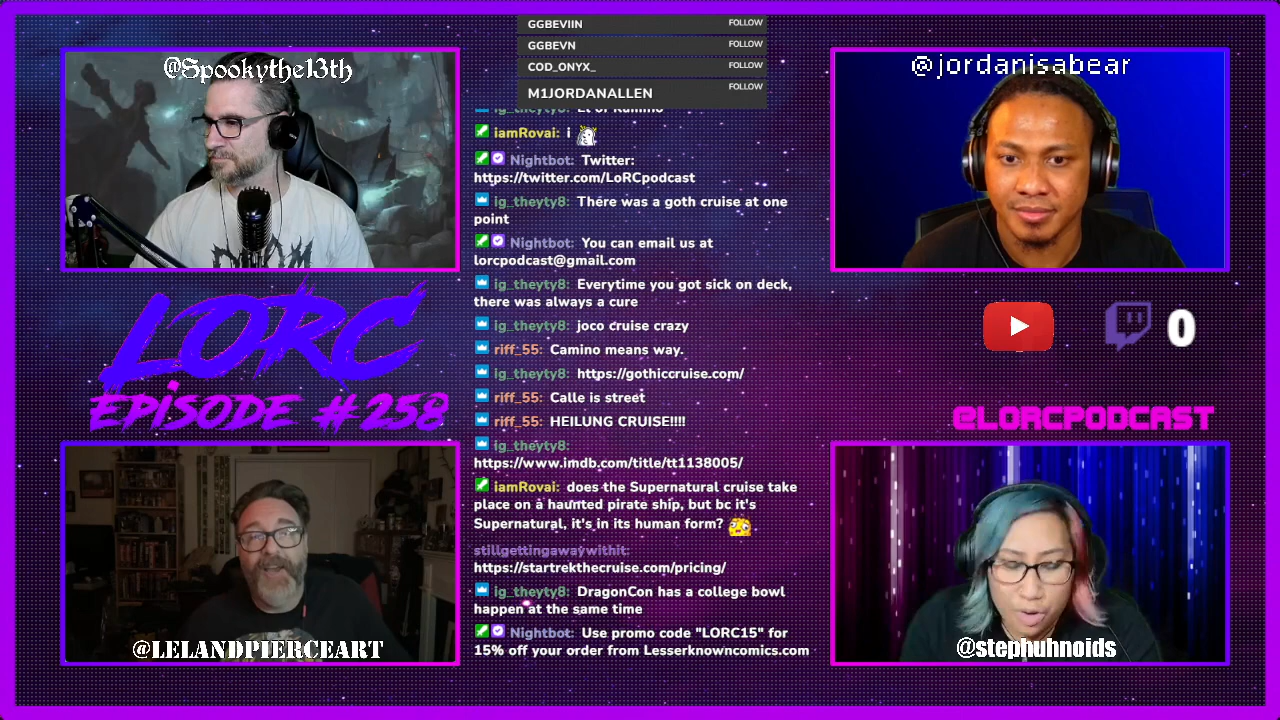 GGBEVIIN FOLLOW
GGBEVN FOLLOW
COD_ONYX_ FOLLOW
M1JORDANALLEN FOLLOW
@Spookythe13th
@jordanisabear
ig_theyty8:
iamRovai: i
Nightbot: Twitter:
https://twitter.com/LoRCpodcast
ig_theyty8: There was a goth cruise at one
point
Nightbot: You can email us at
lorcpodcast@gmail.com
ig_theyty8: Everytime you got sick on deck,
there was always a cure
ig_theyty8: joco cruise crazy
riff_55: Camino means way.
ig_theyty8: https://gothiccruise.com/
riff_55: Calle is street
riff_55: HEILUNG CRUISE!!!!
ig_theyty8:
https://www.imdb.com/title/tt1138005/
iamRovai: does the Supernatural cruise take
place on a haunted pirate ship, but bc it's
Supernatural, it's in its human form?
stillgettingawaywithit:
https://startrekthecruise.com/pricing/
ig_theyty8: DragonCon has a college bowl
happen at the same time
Nightbot: Use promo code "LORC15" for
15% off your order from Lesserknowncomics.com
LORC
EPISODE #258
0
@LORCPODCAST
@LELANDPIERCEART
@stephuhnoids